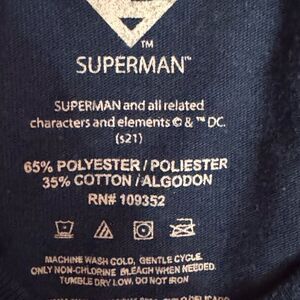 TM
SUPERMAN™
SUPERMAN and all related
characters and elements © & ™ DC.
(s21)
65% POLYESTER / POLIESTER
35% COTTON / ALGODON
RN# 109352
MACHINE WASH COLD, GENTLE CYCLE.
ONLY NON-CHLORINE BLEACH WHEN NEEDED.
TUMBLE DRY LOW. DO NOT IRON